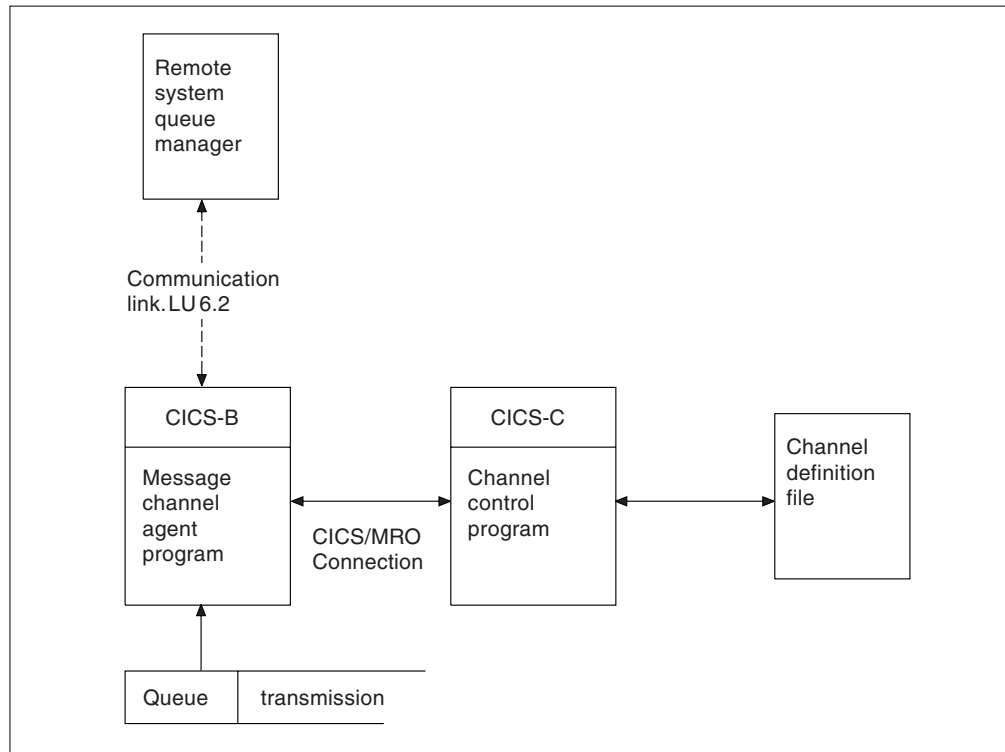 Remote
system
queue
manager
Communication
link.LU 6.2
CICS-B
Message
channel
agent
program
CICS/MRO
Connection
CICS-C
Channel
control
program
Channel
definition
file
Queue
transmission